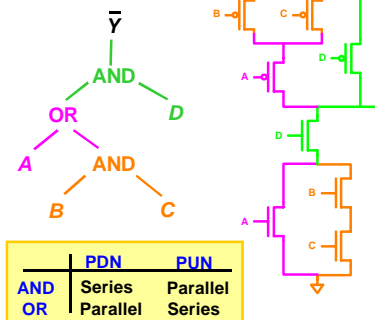 Y
AND
OR
D
A
AND
B
C
B
C
A
D
D
A
B
C
PDN PUN
AND Series Parallel
OR Parallel Series